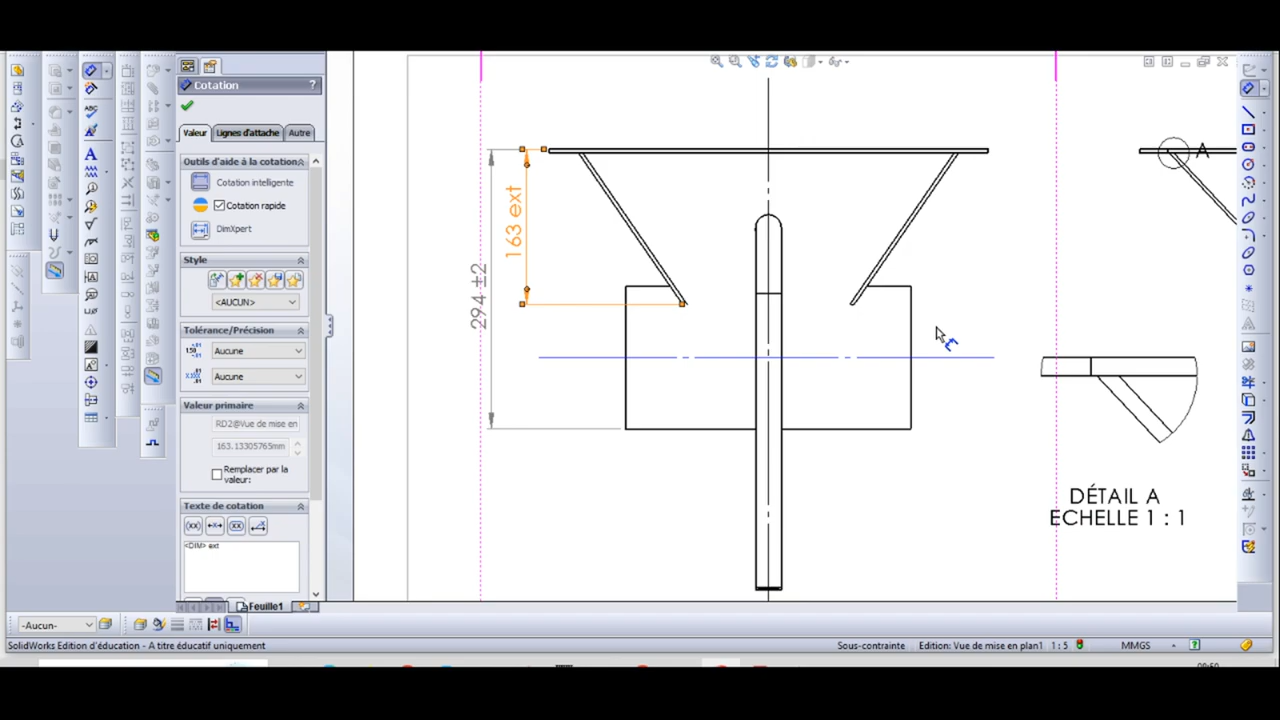 Cotation
?
Valeur
Lignes d'attache
Autre
Outils d'aide à la cotation
Cotation intelligente
Cotation rapide
DimXpert
Style
<AUCUN>
Tolérance/Précision
Aucune
Aucune
Valeur primaire
RD2@Vue de mise en
163.13305765mm
Remplacer par la
valeur:
Texte de cotation
<DIM> ext
163 ext
294 ±2
A
DÉTAIL A
ECHELLE 1 : 1
Feuille1
-Aucun-
SolidWorks Edition d'éducation - A titre éducatif uniquement
Sous-contrainte
Edition: Vue de mise en plan1
1 : 5
MMGS